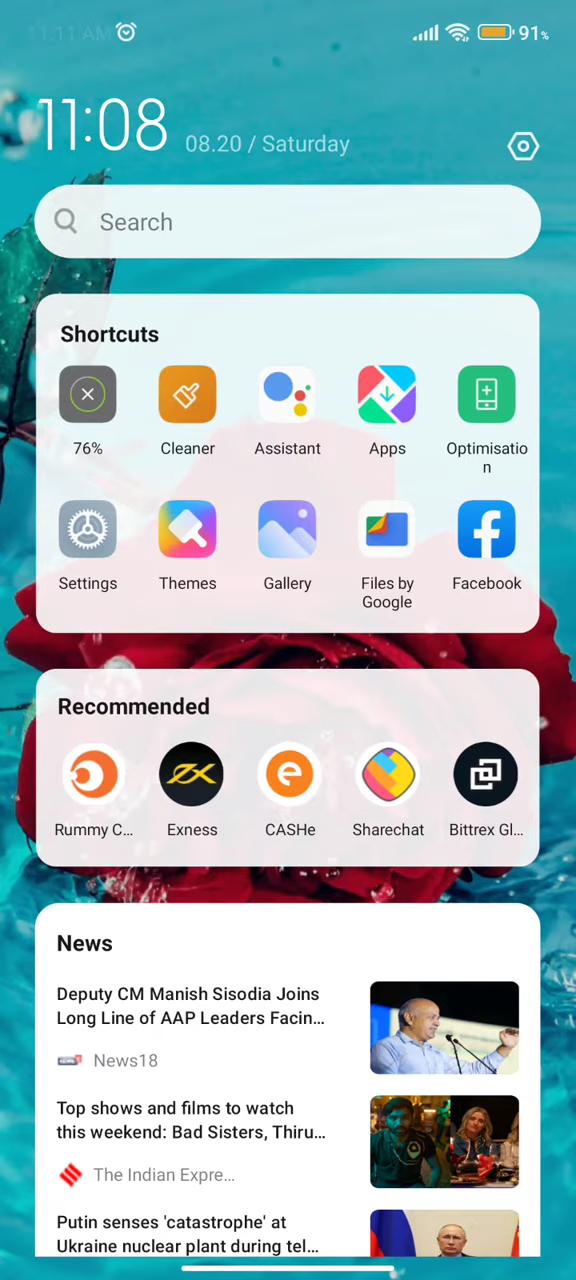 11:11 AM
91%
11:08
08.20 / Saturday
Search
Shortcuts
76%
Cleaner
Assistant
Apps
Optimisatio
n
Settings
Themes
Gallery
Files by
Google
Facebook
Recommended
Rummy C...
Exness
CASHe
Sharechat
Bittrex Gl...
News
Deputy CM Manish Sisodia Joins
Long Line of AAP Leaders Facin...
News18
Top shows and films to watch
this weekend: Bad Sisters, Thiru...
The Indian Expre...
Putin senses 'catastrophe' at
Ukraine nuclear plant during tel...